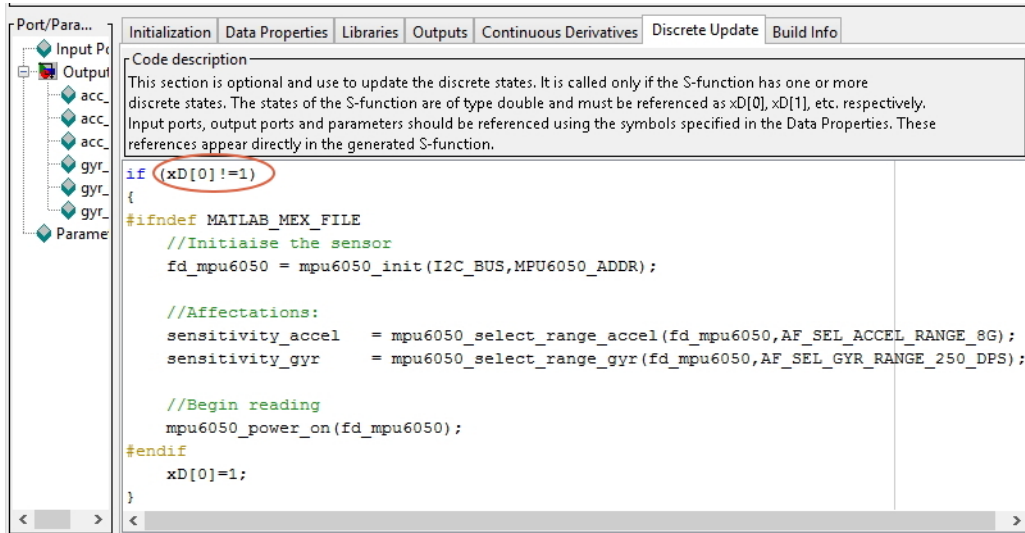 Port/Para...
Input Po
Output
acc_
acc_
acc_
gyr_
gyr_
gyr_
Parame
Initialization Data Properties Libraries Outputs Continuous Derivatives Discrete Update Build Info
Code description
This section is optional and use to update the discrete states. It is called only if the S-function has one or more
discrete states. The states of the S-function are of type double and must be referenced as xD[0], xD[1], etc. respectively.
Input ports, output ports and parameters should be referenced using the symbols specified in the Data Properties. These
references appear directly in the generated S-function.
if (xD[0]!=1)
{
#ifndef MATLAB_MEX_FILE
//Initiaise the sensor
fd_mpu6050 = mpu6050_init(I2C_BUS,MPU6050_ADDR);
//Affectations:
sensitivity_accel = mpu6050_select_range_accel(fd_mpu6050,AF_SEL_ACCEL_RANGE_8G);
sensitivity_gyr = mpu6050_select_range_gyr(fd_mpu6050,AF_SEL_GYR_RANGE_250_DPS);
//Begin reading
mpu6050_power_on(fd_mpu6050);
#endif
xD[0]=1;
}